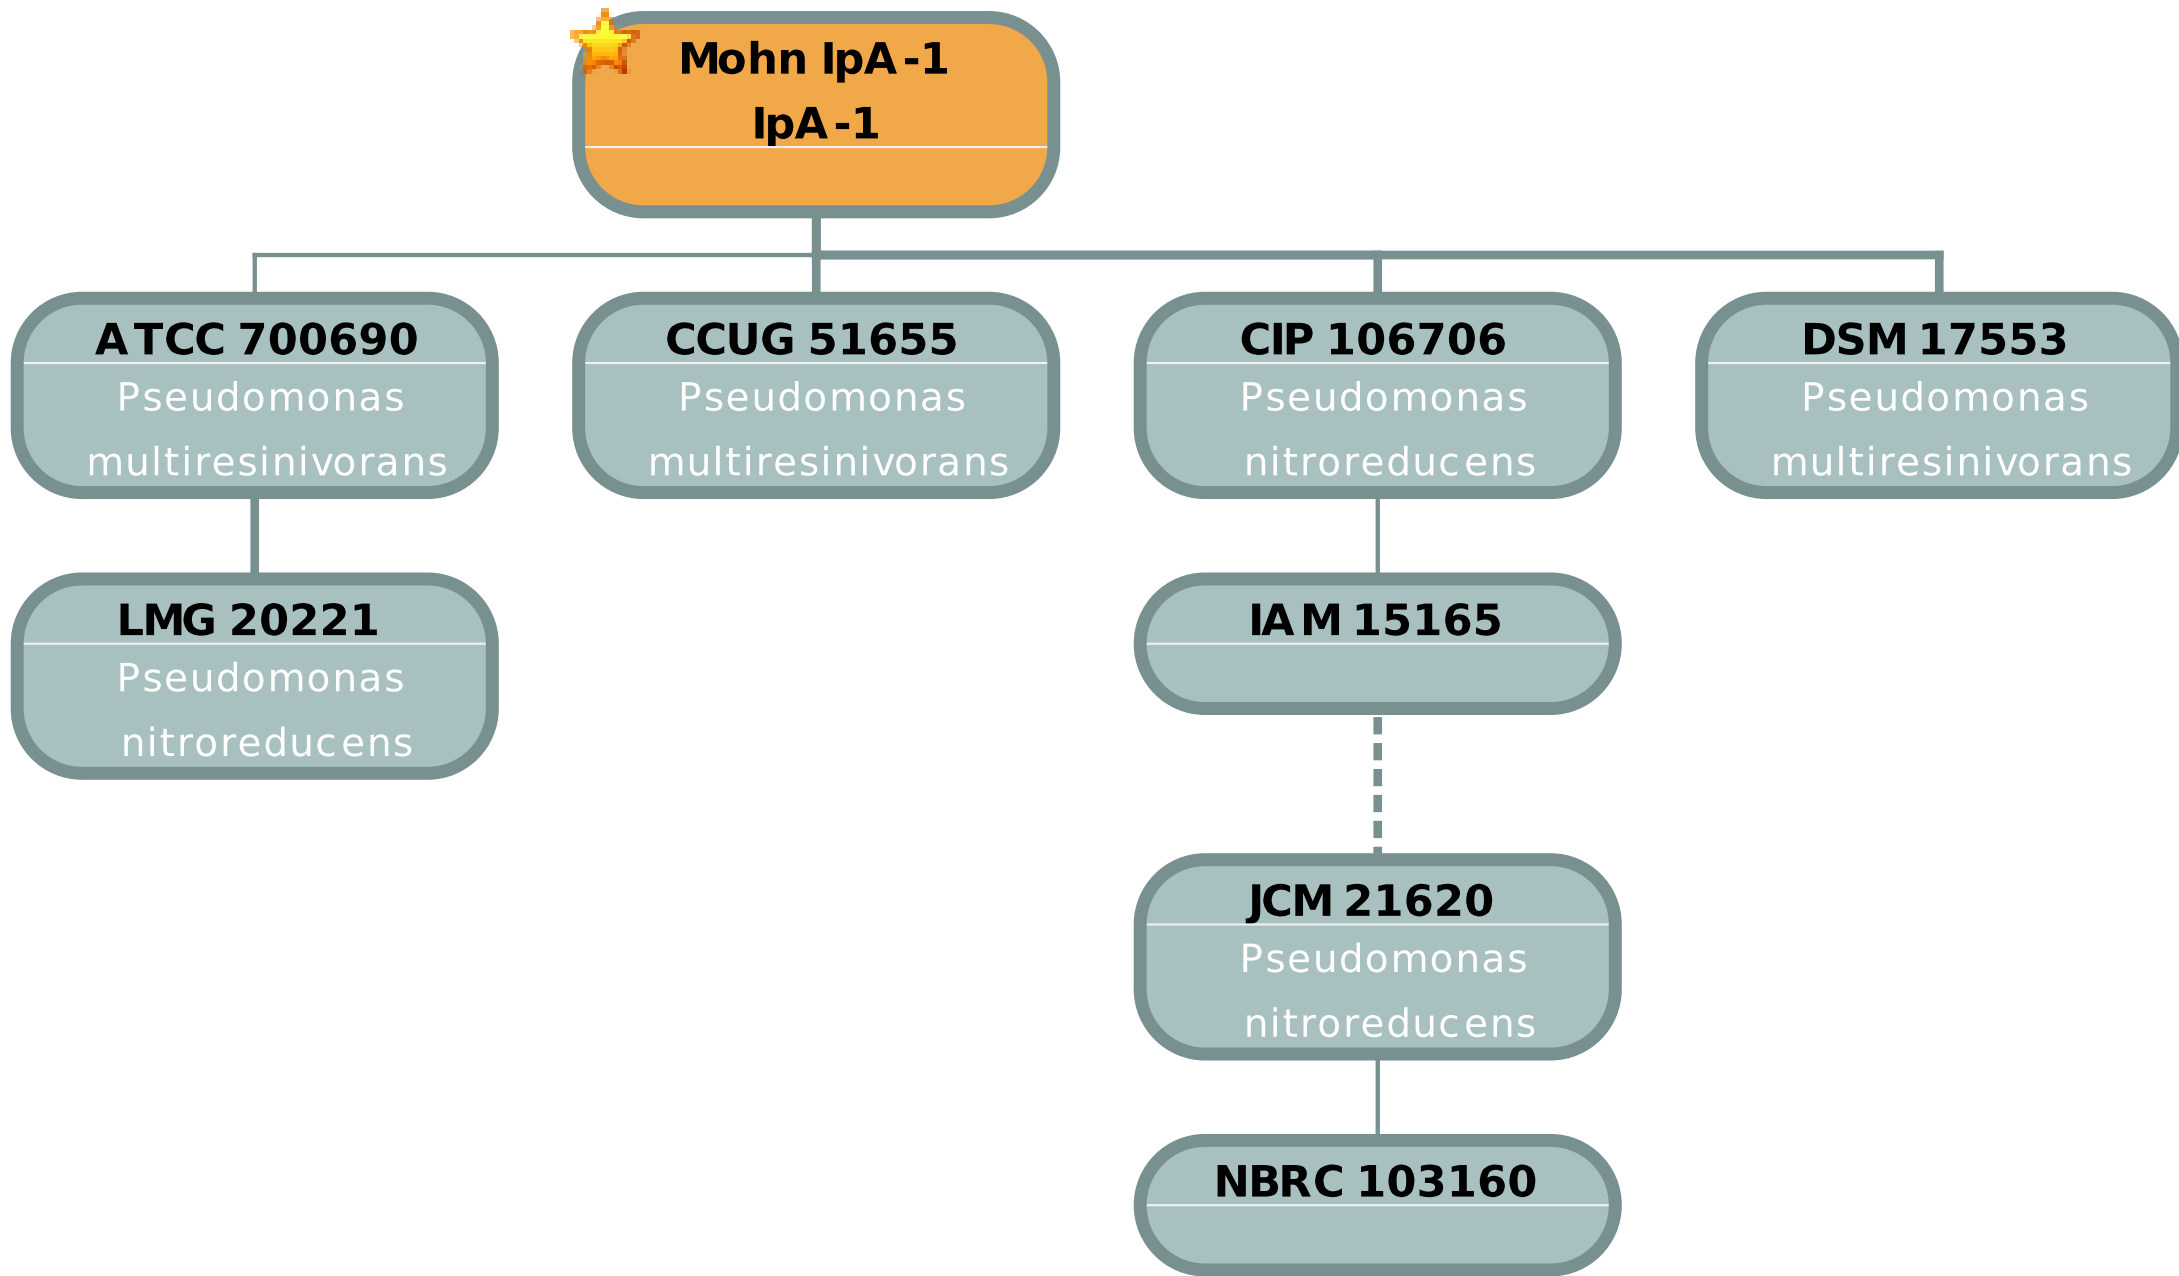 Mohn IpA-1
IpA-1
ATCC 700690
Pseudomonas
multiresinivorans
CCUG 51655
Pseudomonas
multiresinivorans
CIP 106706
Pseudomonas
nitroreducens
DSM 17553
Pseudomonas
multiresinivorans
LMG 20221
Pseudomonas
nitroreducens
IAM 15165
JCM 21620
Pseudomonas
nitroreducens
NBRC 103160